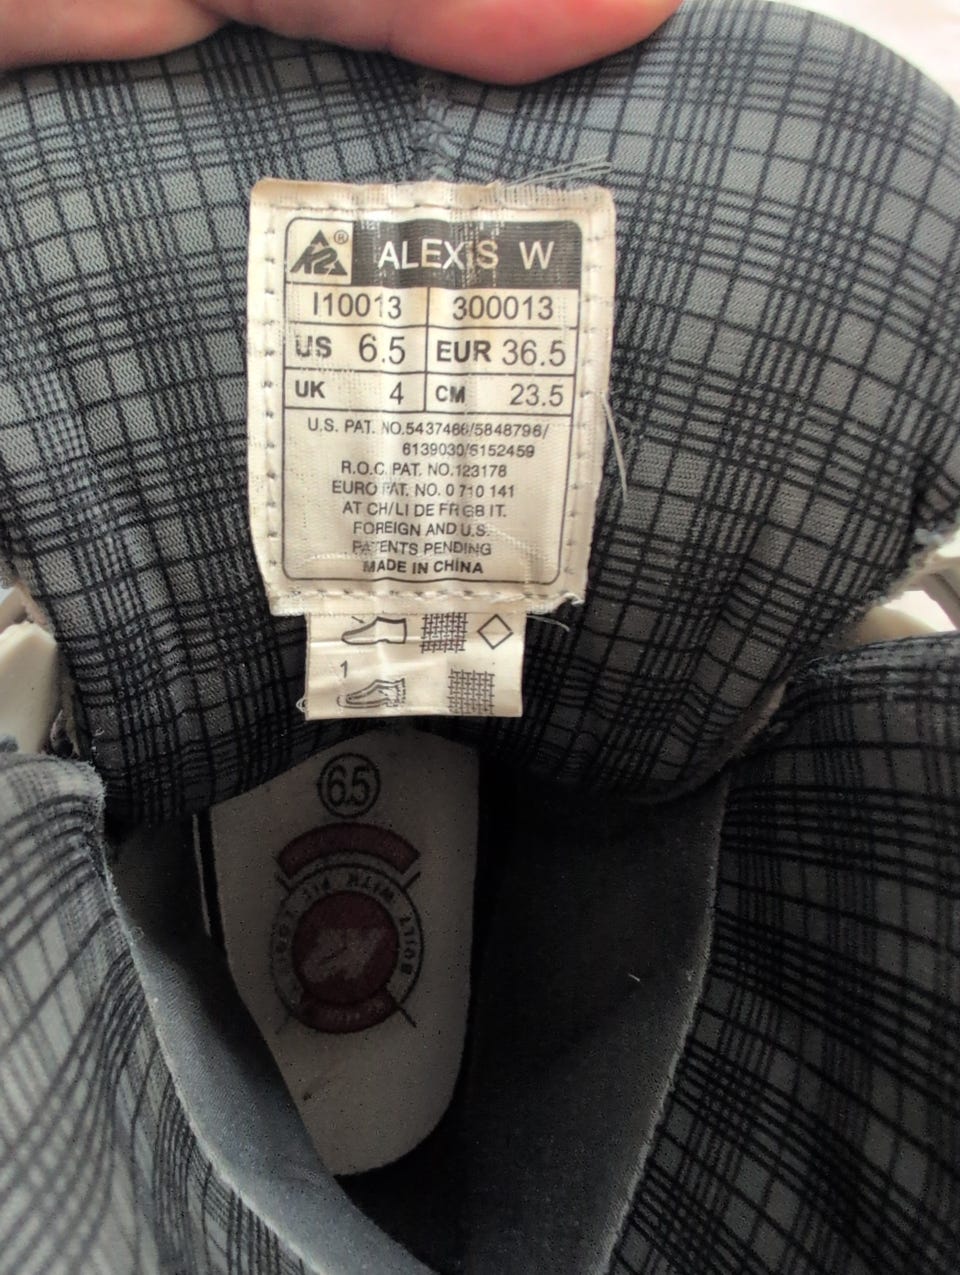 K2® ALEXIS W
I10013 300013
US 6.5 EUR 36.5
UK 4 CM 23.5
U.S. PAT. NO.5437466/5848796/
6139030/6152459
R.O.C. PAT. NO.123178
EURO PAT. NO. 0 710 141
AT CH/LI DE FR GB IT.
FOREIGN AND U.S.
PATENTS PENDING
MADE IN CHINA
1
6.5
BUILT WITH